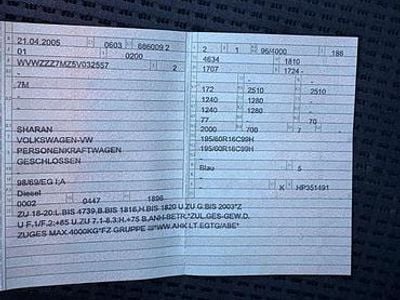 21.04.2005 0603 686009 2
01 0200
WVWZZZ7MZ5V032557 2
-
7M
-
SHARAN
VOLKSWAGEN-VW
PERSONENKRAFTWAGEN
GESCHLOSSEN
-
98/69/EG I;A
Diesel
0002 0447 1896
ZU 18-20:L.BIS 4739,B.BIS 1816,H.BIS 1820 U.ZU G:BIS 2003*Z
U F.1/F.2:+65 U.ZU 7.1-8.3:H.+75 B.ANH-BETR.*ZUL.GES-GEW.D.
ZUGES MAX.4000KG*FZ GRUPPE III*WW.AHK LT.EGTG/ABE*
2 1 96/4000 186
4634 1810
1707 1724 -
- -
172 2510 2510
1240 1280 -
1240 1280 -
77 70
2000 700 7 -
195/60R16C99H
195/60R16C99H
-
Blau 5
- K HP351491